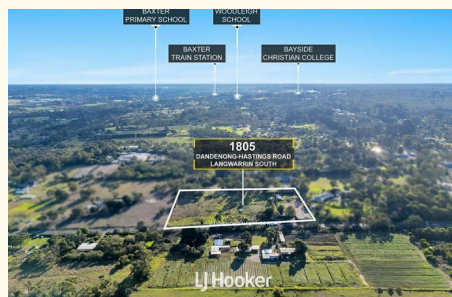 BAXTER
PRIMARY SCHOOL
WOODLEIGH
SCHOOL
BAXTER
TRAIN STATION
BAYSIDE
CHRISTIAN COLLEGE
1805
DANDENONG-HASTINGS ROAD
LANGWARRIN SOUTH
LJ Hooker